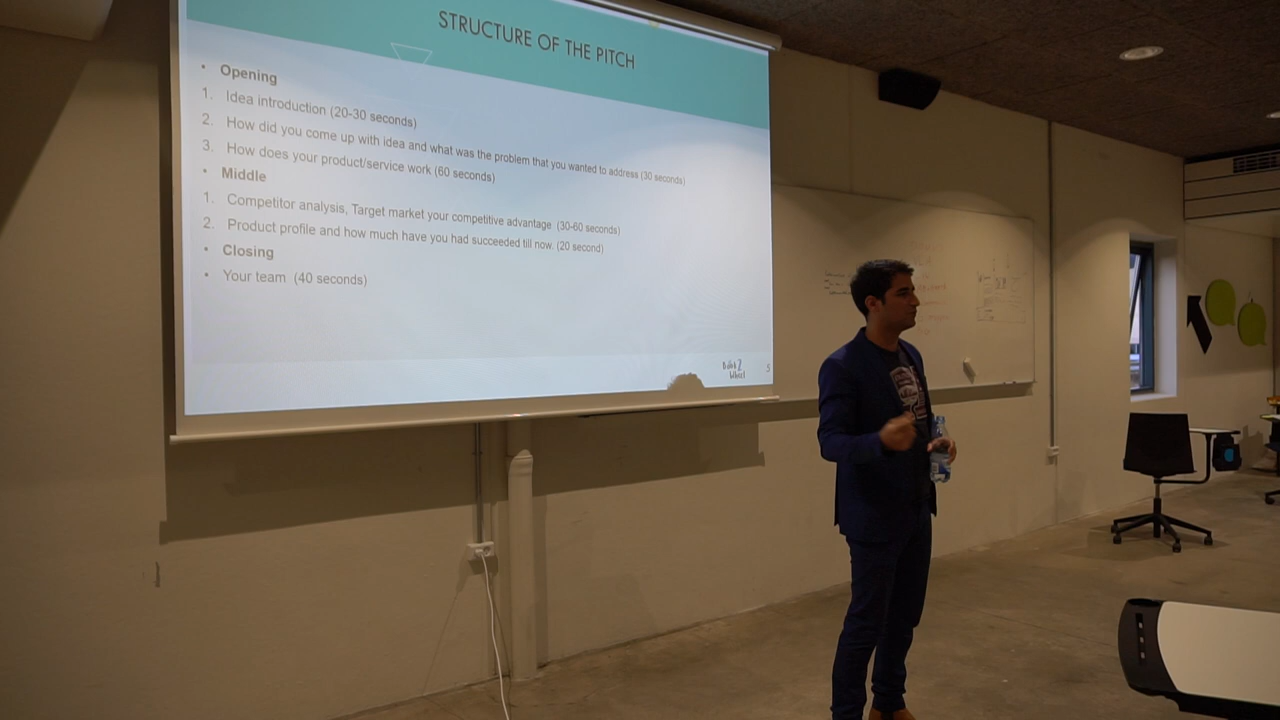 STRUCTURE OF THE PITCH
• Opening
1. Idea introduction (20-30 seconds)
2. How did you come up with idea and what was the problem that you wanted to address (30 seconds)
3. How does your product/service work (60 seconds)
• Middle
1. Competitor analysis, Target market your competitive advantage (30-60 seconds)
2. Product profile and how much have you had succeeded till now. (20 second)
• Closing
• Your team (40 seconds)
2
Wheel
5